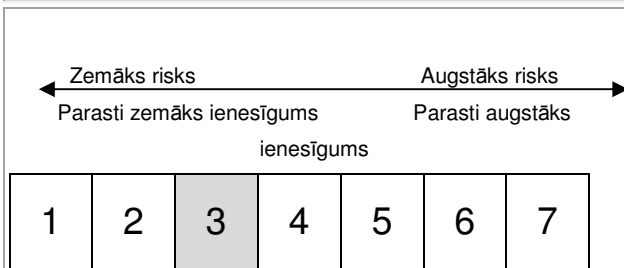 Zemāks risks Augstāks risks
Parasti zemāks ienesīgums Parasti augstāks
ienesīgums
1 2 3 4 5 6 7